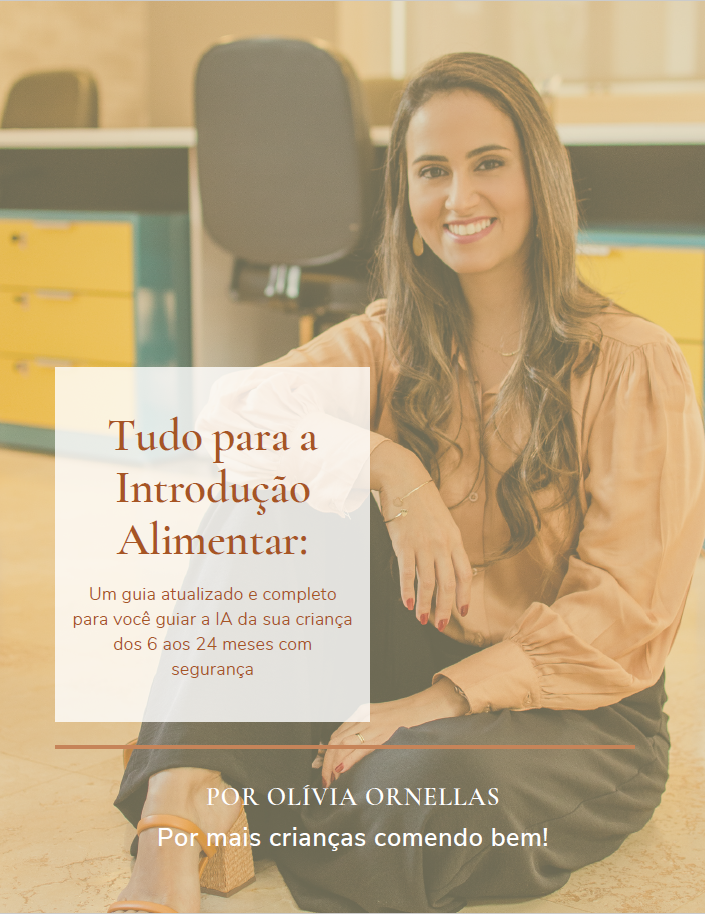 Tudo para a
Introdução
Alimentar:
Um guia atualizado e completo
para você guiar a IA da sua criança
dos 6 aos 24 meses com
segurança
POR OLÍVIA ORNELLAS
Por mais crianças comendo bem!